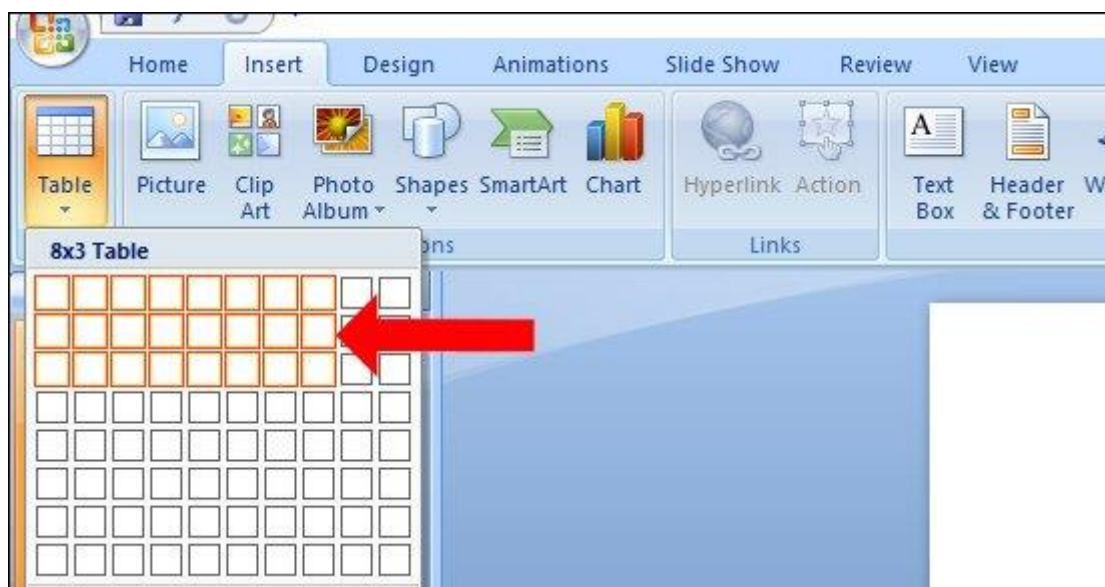 Home Insert Design Animations Slide Show Review View
Table Picture Clip Art Photo Album Shapes SmartArt Chart Hyperlink Action Text Box Header & Footer
Links
8x3 Table